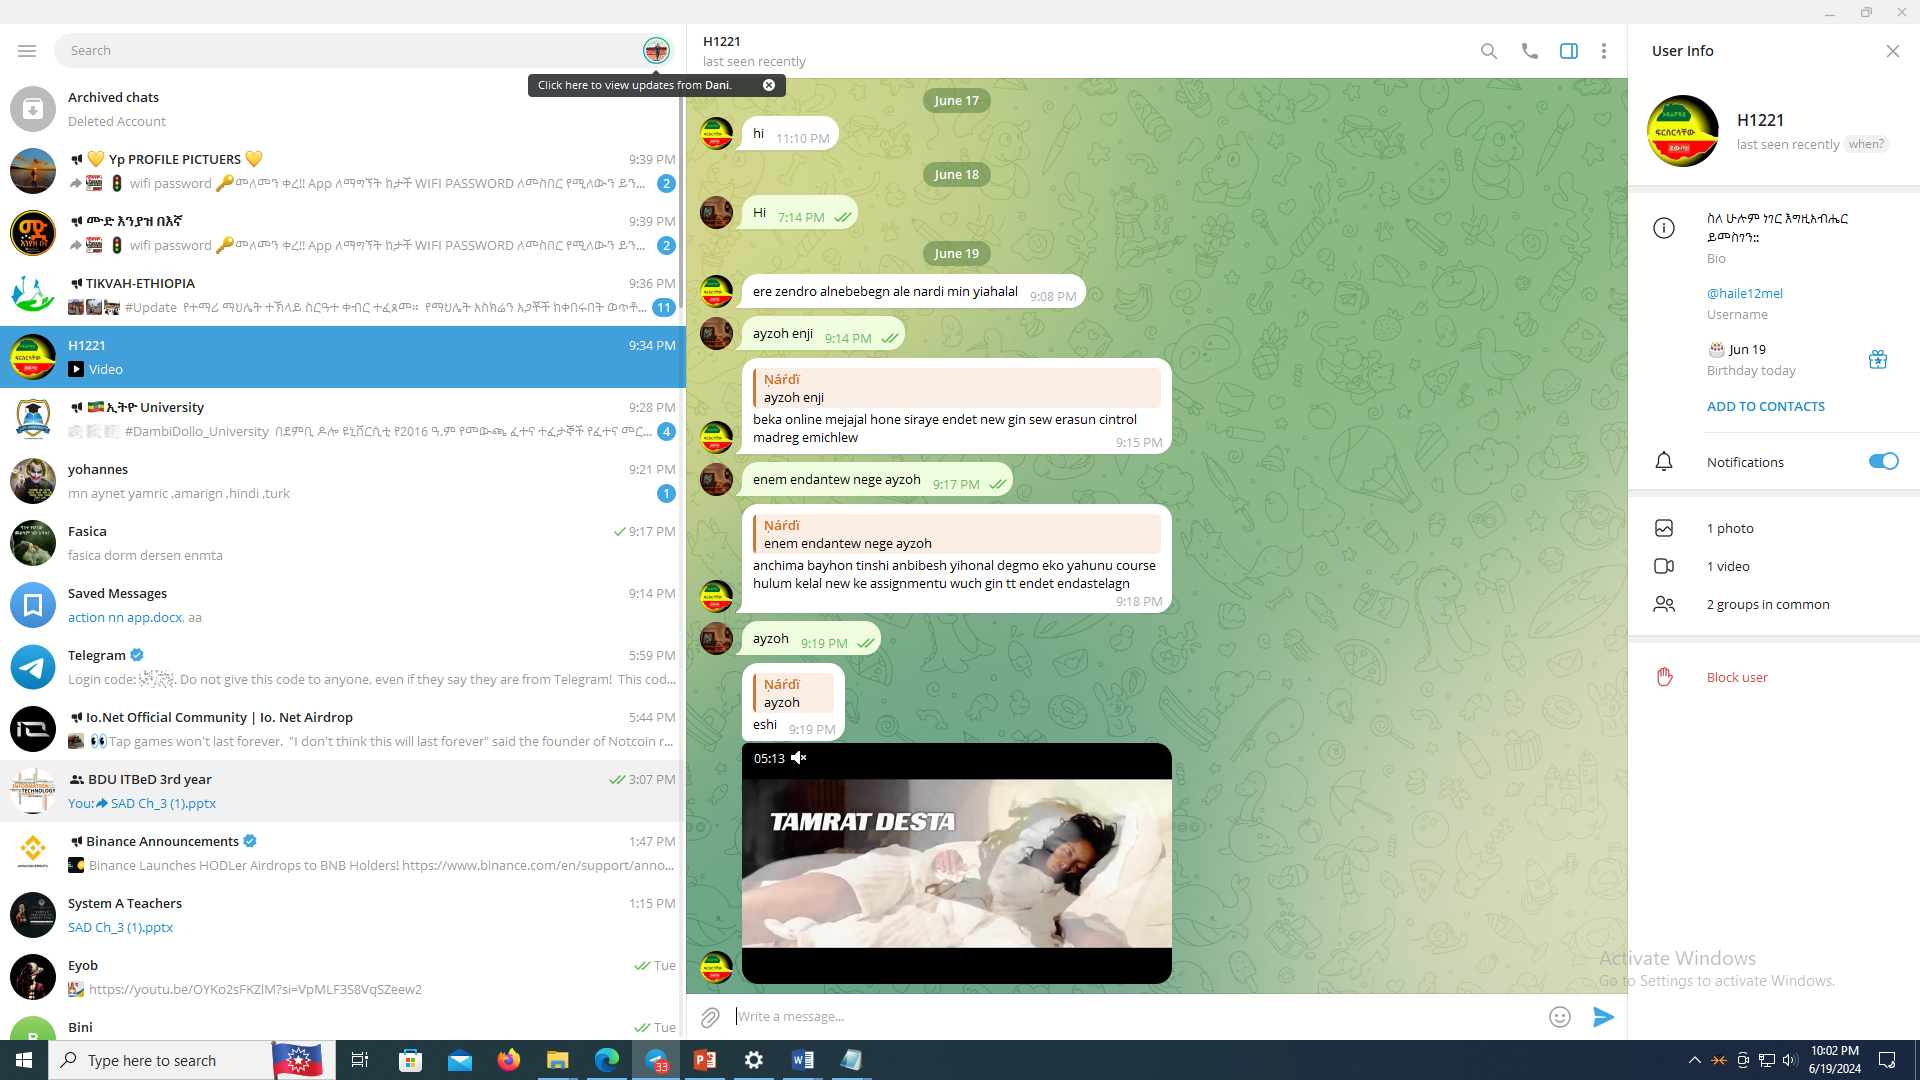 Search
Click here to view updates from Dani.
Archived chats
Deleted Account
Yp PROFILE PICTUERS
9:39 PM
wifi password 🔑መለመን ቀረ!! App ለማግኘት ከታች WIFI PASSWORD ለመስበር የሚለውን ይን...
2
ሙድ እንያዝ በእኛ
9:39 PM
wifi password 🔑መለመን ቀረ!! App ለማግኘት ከታች WIFI PASSWORD ለመስበር የሚለውን ይን...
2
TIKVAH-ETHIOPIA
9:36 PM
#Update የተማሪ ማህሌት ተኽላይ ስርዓተ ቀብር ተፈጸመ። የማህሌት አስክሬን አጋቾች ከቀበሩበት ወጥቶ...
11
H1221
9:34 PM
Video
ኢትዮ University
9:28 PM
#DambiDollo_University በደምቢ ዶሎ ዩኒቨርሲቲ የ2016 ዓ.ም የመውጫ ፈተና ተፈታኞች የፈተና መር...
4
yohannes
9:21 PM
mn aynet yamric ,amarign ,hindi ,turk
1
Fasica
9:17 PM
fasica dorm dersen enmta
Saved Messages
9:14 PM
action nn app.docx, aa
Telegram
5:59 PM
Login code: . Do not give this code to anyone, even if they say they are from Telegram! This cod...
Io.Net Official Community | Io. Net Airdrop
5:44 PM
👀Tap games won't last forever. "I don't think this will last forever" said the founder of Notcoin r...
BDU ITBeD 3rd year
3:07 PM
You: SAD Ch_3 (1).pptx
Binance Announcements
1:47 PM
Binance Launches HODLer Airdrops to BNB Holders! https://www.binance.com/en/support/anno...
System A Teachers
1:15 PM
SAD Ch_3 (1).pptx
Eyob
Tue
https://youtu.be/OYKo2sFKZlM?si=VpMLF3S8VqSZeew2
B
Bini
Tue
H1221
last seen recently
June 17
hi 11:10 PM
June 18
Hi 7:14 PM
June 19
ere zendro alnebebegn ale nardi min yiahalal 9:08 PM
ayzoh enji 9:14 PM
Ņáŕdï
ayzoh enji
beka online mejajal hone siraye endet new gin sew erasun cintrol
madreg emichlew
9:15 PM
enem endantew nege ayzoh 9:17 PM
Ņáŕdï
enem endantew nege ayzoh
anchima bayhon tinshi anbibesh yihonal degmo eko yahunu course
hulum kelal new ke assignmentu wuch gin tt endet endastelagn
9:18 PM
ayzoh 9:19 PM
Ņáŕdï
ayzoh
eshi 9:19 PM
05:13
TAMRAT DESTA
Write a message...
User Info
H1221
last seen recently when?
ስለ ሁሉም ነገር እግዚአብሔር
ይመስገን::
Bio
@haile12mel
Username
🎂 Jun 19
Birthday today
ADD TO CONTACTS
Notifications
1 photo
1 video
2 groups in common
Block user
Activate Windows
Go to Settings to activate Windows.
Type here to search
33
10:02 PM
6/19/2024